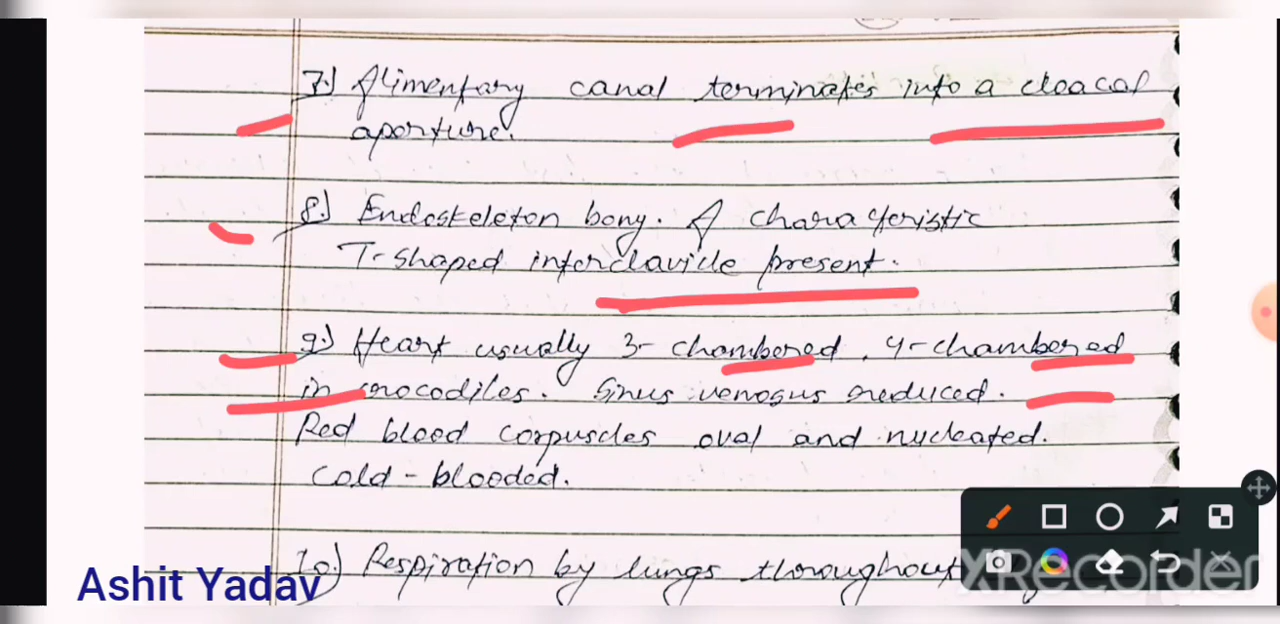 7.) Alimentary canal terminates into a cloacal
aperture.
8.) Endoskeleton bony. A characteristic
T-shaped interclavicle present.
9.) Heart usually 3-chambered, 4-chambered
in crocodiles. Sinus venosus reduced.
Red blood corpuscles oval and nucleated.
Cold-blooded.
10.) Respiration by lungs throughout
Ashit Yadav
XRecorder